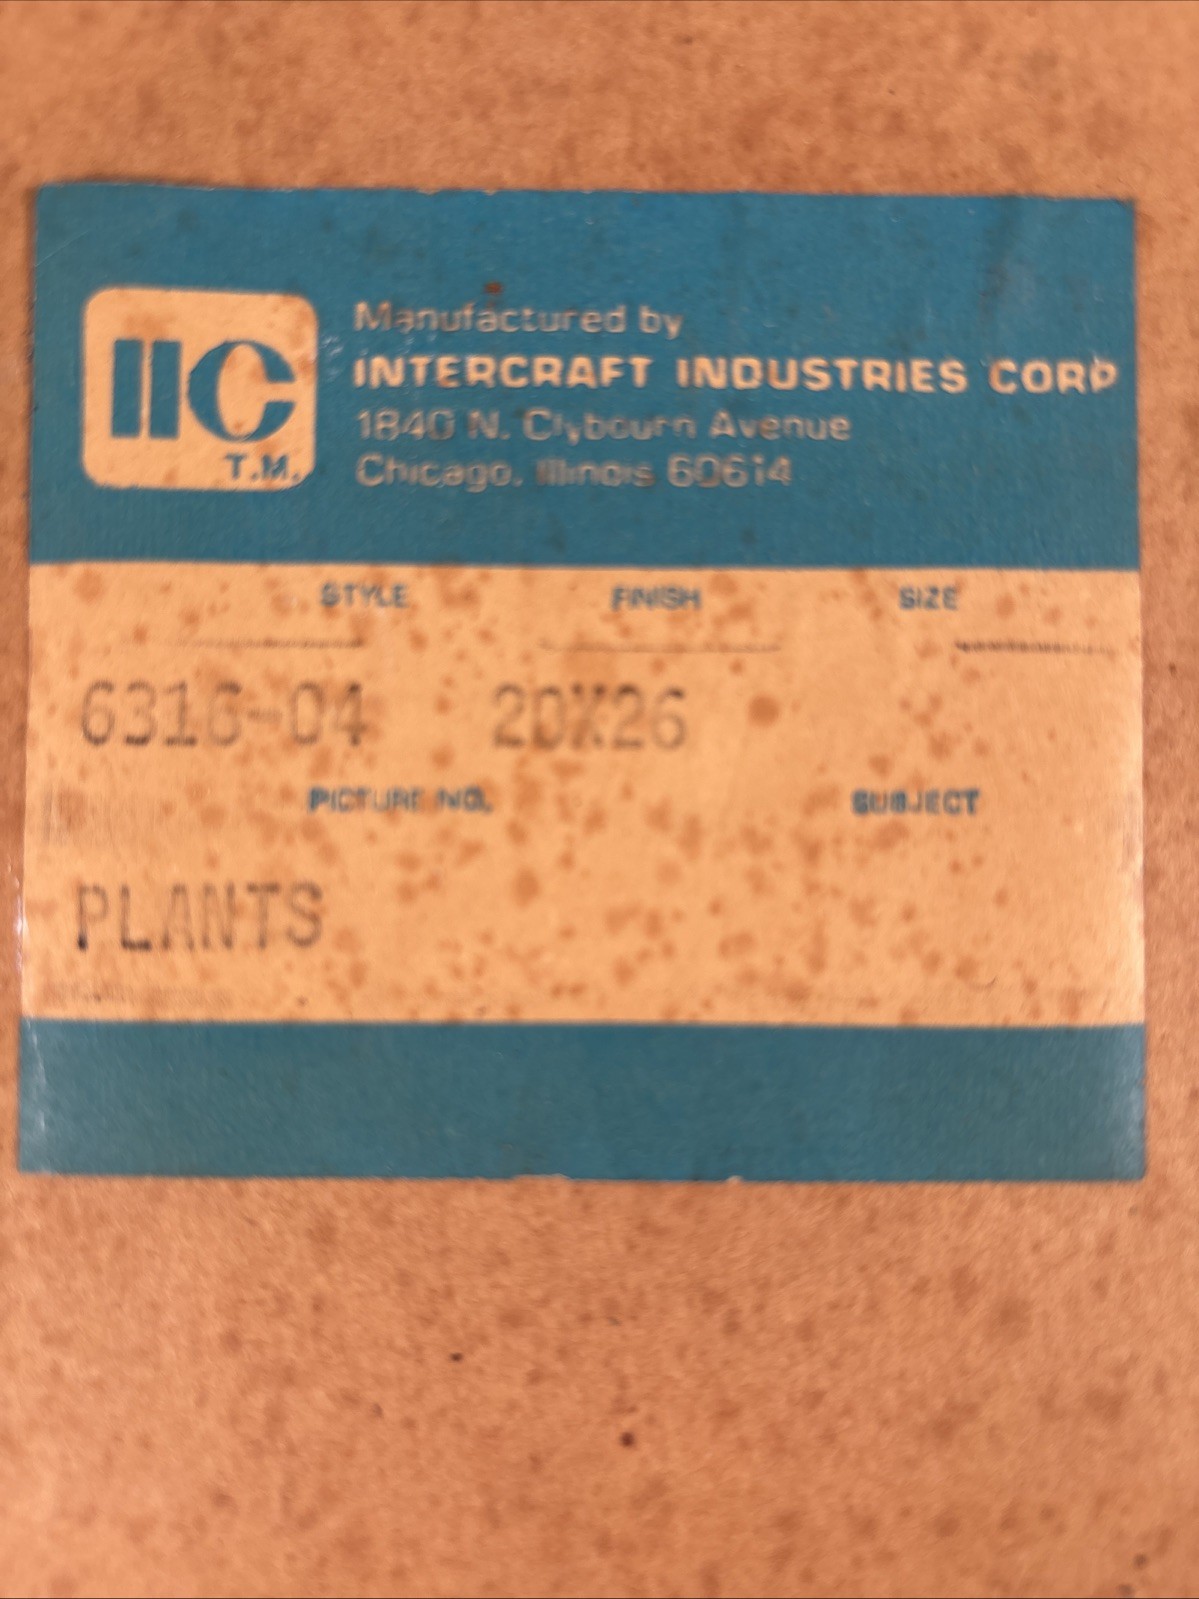 IIC
T.M.
Manufactured by
INTERCRAFT INDUSTRIES CORP
1840 N. Clybourn Avenue
Chicago, Illinois 60614
STYLE FINISH SIZE
6316-04 20X26
PICTURE NO. SUBJECT
PLANTS